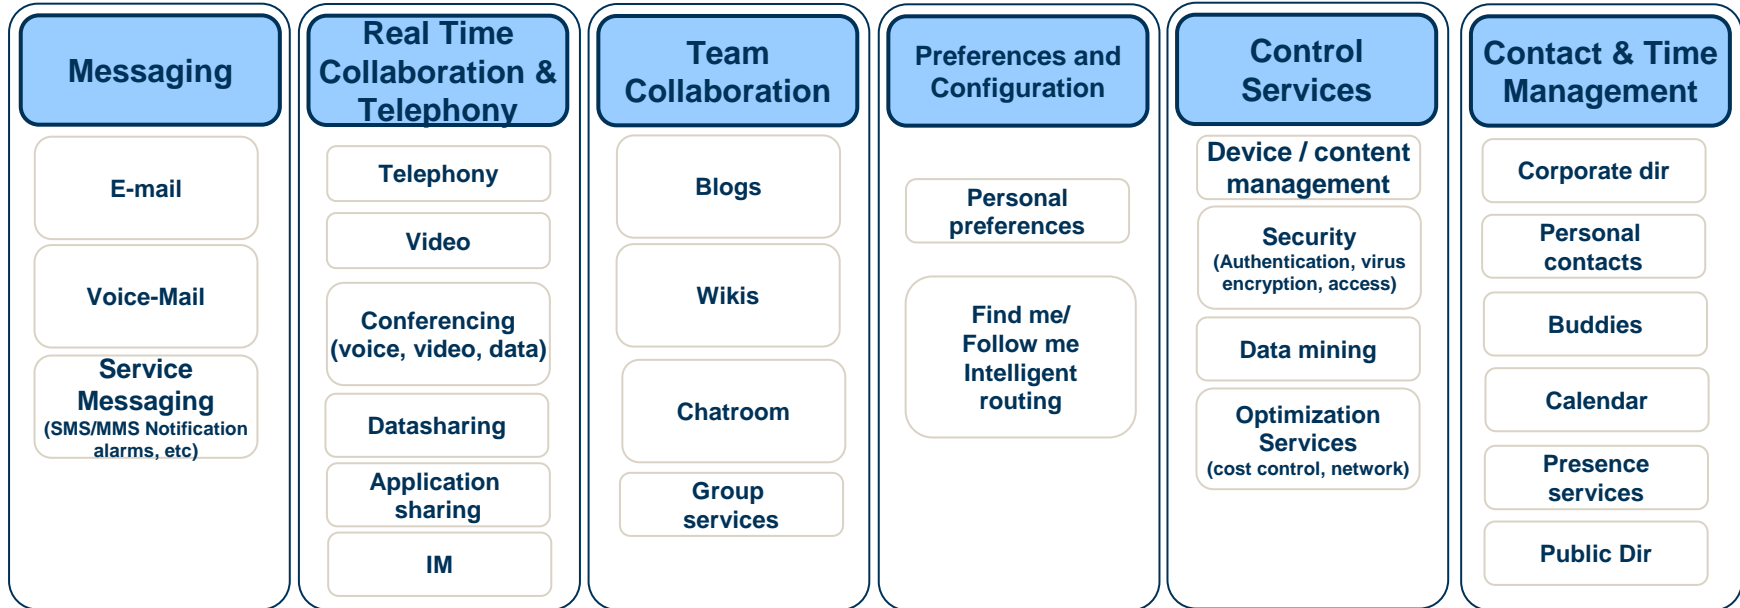 Messaging
E-mail
Voice-Mail
Service
Messaging
(SMS/MMS Notification
alarms, etc)
Real Time
Collaboration &
Telephony
Telephony
Video
Conferencing
(voice, video, data)
Datasharing
Application
sharing
IM
Team
Collaboration
Blogs
Wikis
Chatroom
Group
services
Preferences and
Configuration
Personal
preferences
Find me/
Follow me
Intelligent
routing
Control
Services
Device / content
management
Security
(Authentication, virus
encryption, access)
Data mining
Optimization
Services
(cost control, network)
Contact & Time
Management
Corporate dir
Personal
contacts
Buddies
Calendar
Presence
services
Public Dir